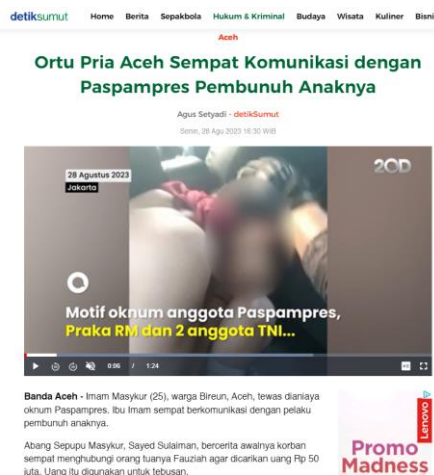 detiksumut Home Berita Sepakbola Hukum & Kriminal Budaya Wisata Kuliner Bisni
Aceh
Ortu Pria Aceh Sempat Komunikasi dengan
Paspampres Pembunuh Anaknya
Agus Setyadi - detikSumut
Senin, 28 Agu 2023 16:30 WIB
28 Agustus 2023
Jakarta
20D
Motif oknum anggota Paspampres,
Praka RM dan 2 anggota TNI...
0:06 / 1:24
Banda Aceh - Imam Masykur (25), warga Bireun, Aceh, tewas dianiaya
oknum Paspampres. Ibu Imam sempat berkomunikasi dengan pelaku
pembunuh anaknya.
Abang Sepupu Masykur, Sayed Sulaiman, bercerita awalnya korban
sempat menghubungi orang tuanya Fauziah agar dicarikan uang Rp 50
juta. Uang itu digunakan untuk tebusan.
Lenovo
Promo
Madness